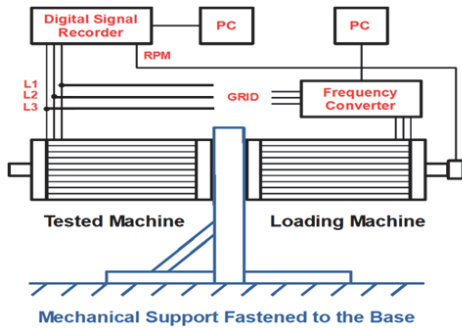 Digital Signal
Recorder
PC
PC
RPM
L1
L2
L3
GRID
Frequency
Converter
Tested Machine
Loading Machine
Mechanical Support Fastened to the Base